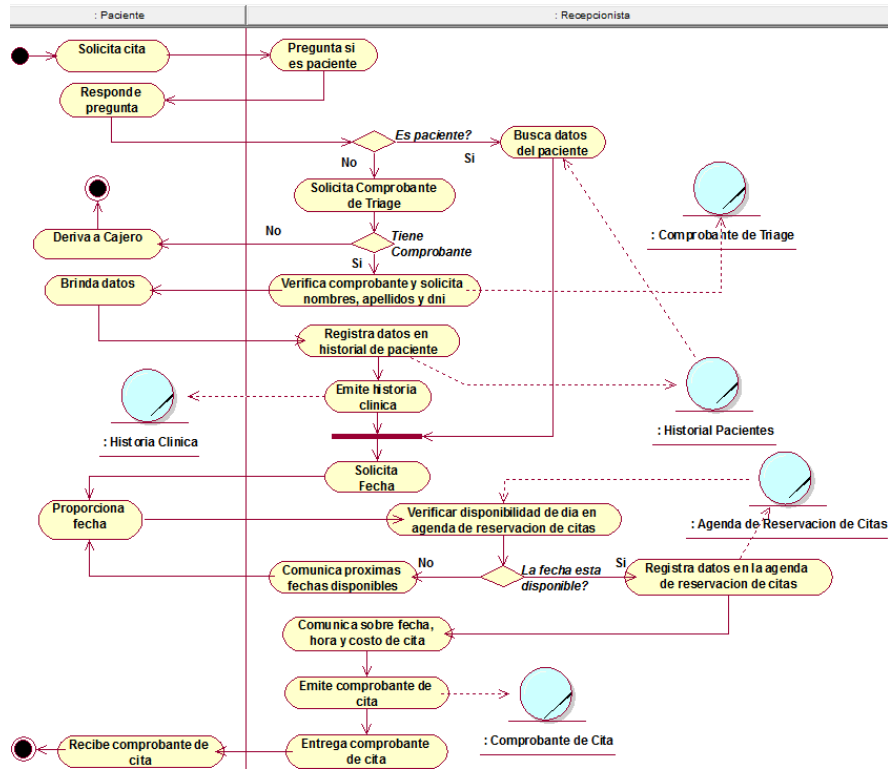 : Paciente
: Recepcionista
Solicita cita
Pregunta si
es paciente
Responde
pregunta
Es paciente?
Busca datos
del paciente
No
Si
Solicita Comprobante
de Triage
: Comprobante de Triage
Deriva a Cajero
No
Tiene
Comprobante
Si
Brinda datos
Verifica comprobante y solicita
nombres, apellidos y dni
Registra datos en
historial de paciente
Emite historia
clinica
: Historia Clinica
: Historial Pacientes
Solicita
Fecha
Proporciona
fecha
Verificar disponibilidad de dia en
agenda de reservacion de citas
: Agenda de Reservacion de Citas
Comunica proximas
fechas disponibles
No
La fecha esta
disponible?
Si
Registra datos en la agenda
de reservacion de citas
Comunica sobre fecha,
hora y costo de cita
Emite comprobante de
cita
: Comprobante de Cita
Recibe comprobante de
cita
Entrega comprobante
de cita